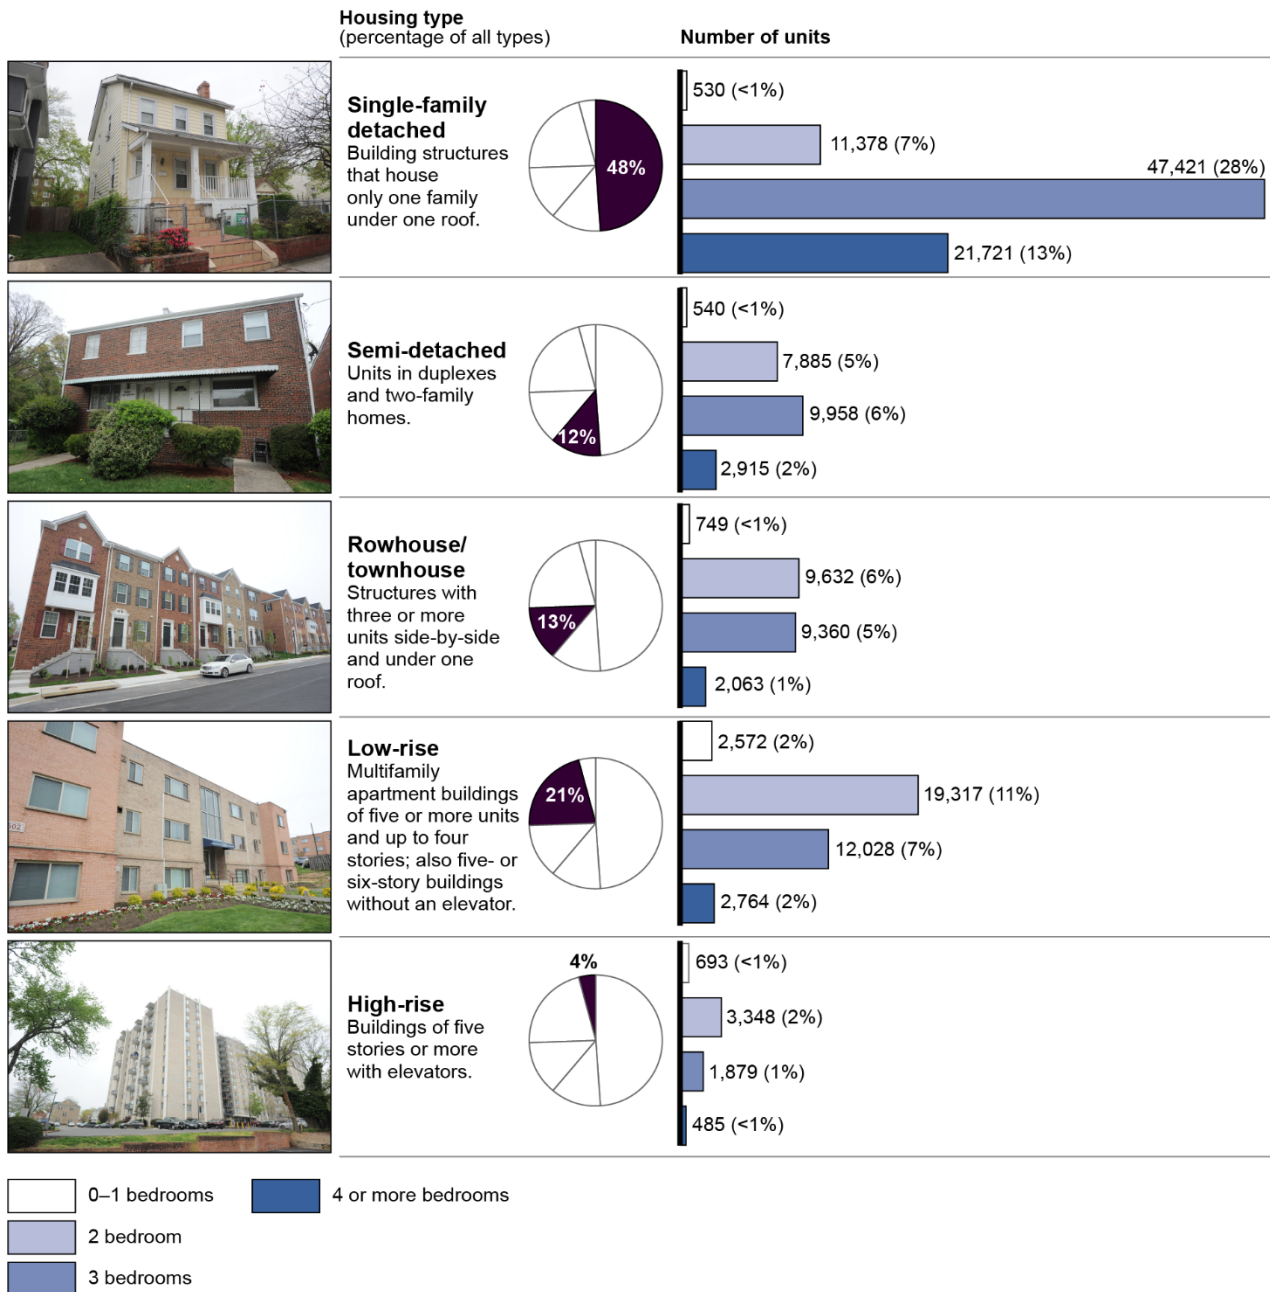 Housing type
(percentage of all types)
Number of units
Single-family
detached
Building structures
that house
only one family
under one roof.
48%
530 (<1%)
11,378 (7%)
47,421 (28%)
21,721 (13%)
Semi-detached
Units in duplexes
and two-family
homes.
12%
540 (<1%)
7,885 (5%)
9,958 (6%)
2,915 (2%)
Rowhouse/
townhouse
Structures with
three or more
units side-by-side
and under one
roof.
13%
749 (<1%)
9,632 (6%)
9,360 (5%)
2,063 (1%)
Low-rise
Multifamily
apartment buildings
of five or more units
and up to four
stories; also five- or
six-story buildings
without an elevator.
21%
2,572 (2%)
19,317 (11%)
12,028 (7%)
2,764 (2%)
High-rise
Buildings of five
stories or more
with elevators.
4%
693 (<1%)
3,348 (2%)
1,879 (1%)
485 (<1%)
0–1 bedrooms
4 or more bedrooms
2 bedroom
3 bedrooms